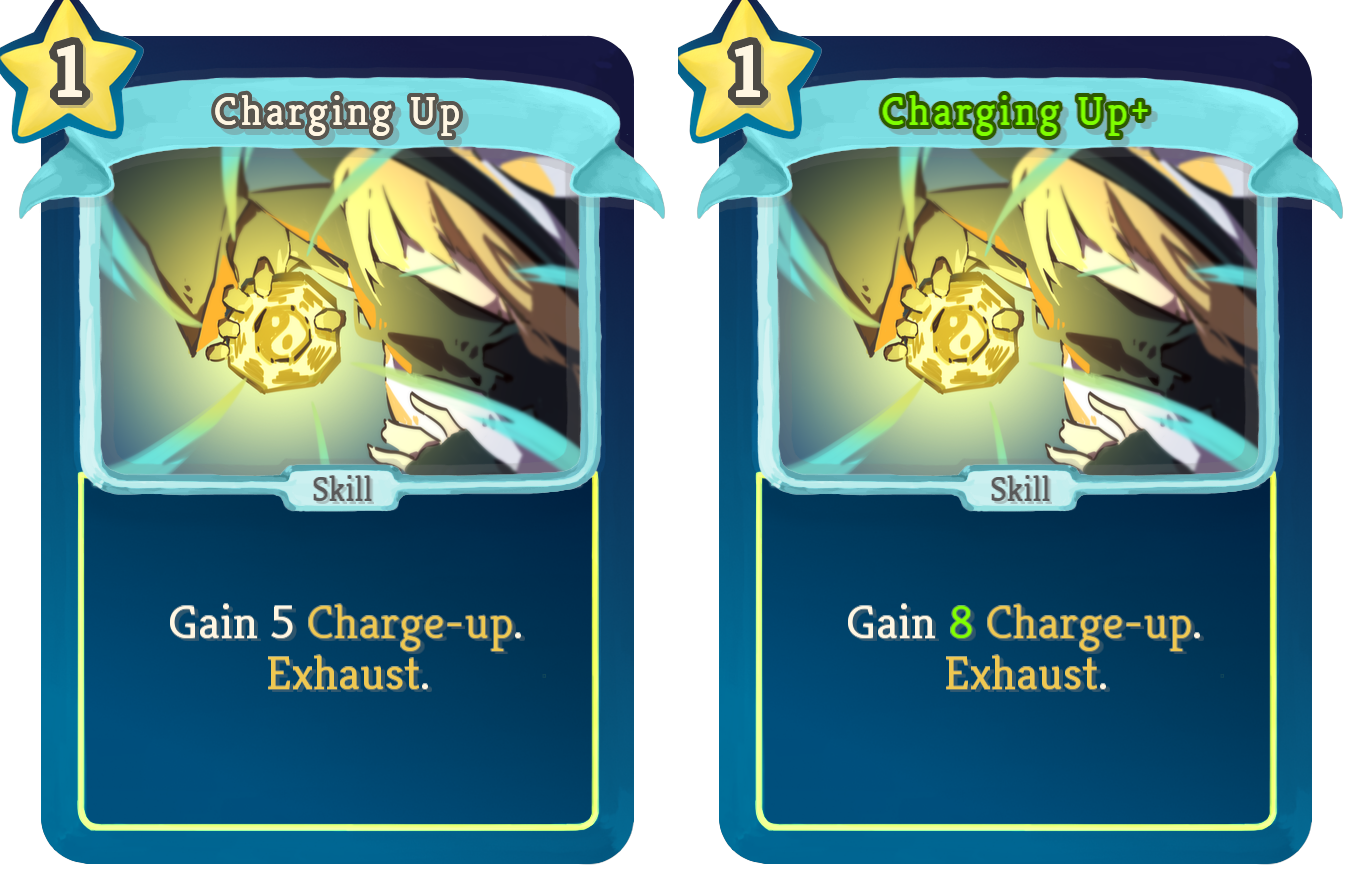 1
Charging Up
Skill
Gain 5 Charge-up.
Exhaust.
1
Charging Up+
Skill
Gain 8 Charge-up.
Exhaust.